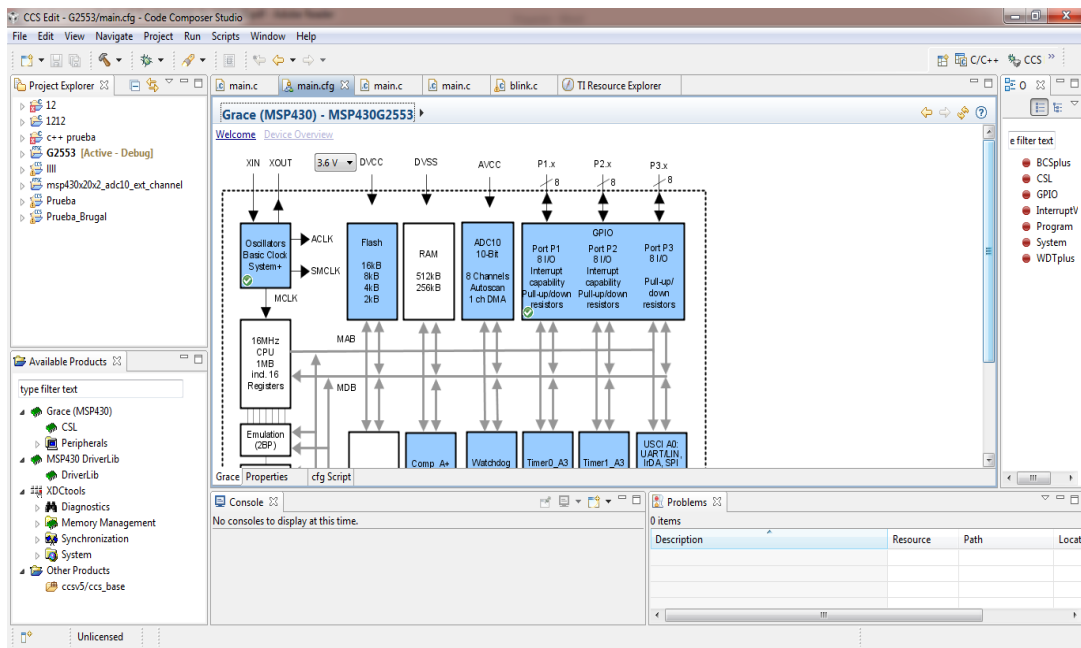 CCS Edit - G2553/main.cfg - Code Composer Studio
File Edit View Navigate Project Run Scripts Window Help
C/C++ CCS »
Project Explorer
12
1212
c++ prueba
G2553 [Active - Debug]
llll
msp430x20x2_adc10_ext_channel
Prueba
Prueba_Brugal
Available Products
type filter text
Grace (MSP430)
CSL
Peripherals
MSP430 DriverLib
DriverLib
XDCtools
Diagnostics
Memory Management
Synchronization
System
Other Products
ccsv5/ccs_base
main.c main.cfg main.c main.c blink.c TI Resource Explorer
Grace (MSP430) - MSP430G2553
Welcome Device Overview
XIN XOUT 3.6 V DVCC DVSS AVCC P1.x P2.x P3.x
8 8 8
Oscillators
Basic Clock
System+
ACLK
SMCLK
MCLK
Flash
16kB
8kB
4kB
2kB
RAM
512kB
256kB
ADC10
10-Bit
8 Channels
Autoscan
1 ch DMA
GPIO
Port P1
8 I/O
Interrupt
capability
Pull-up/down
resistors
Port P2
8 I/O
Interrupt
capability
Pull-up/down
resistors
Port P3
8 I/O
Pull-up/
down
resistors
16MHz
CPU
1MB
incl. 16
Registers
MAB
MDB
Emulation
(2BP)
Comp_A+
Watchdog
Timer0_A3
Timer1_A3
USCI A0:
UART/LIN,
IrDA, SPI
Grace Properties cfg Script
O
e filter text
BCSplus
CSL
GPIO
InterruptV
Program
System
WDTplus
Console
No consoles to display at this time.
Problems
0 items
Description Resource Path Locat
Unlicensed